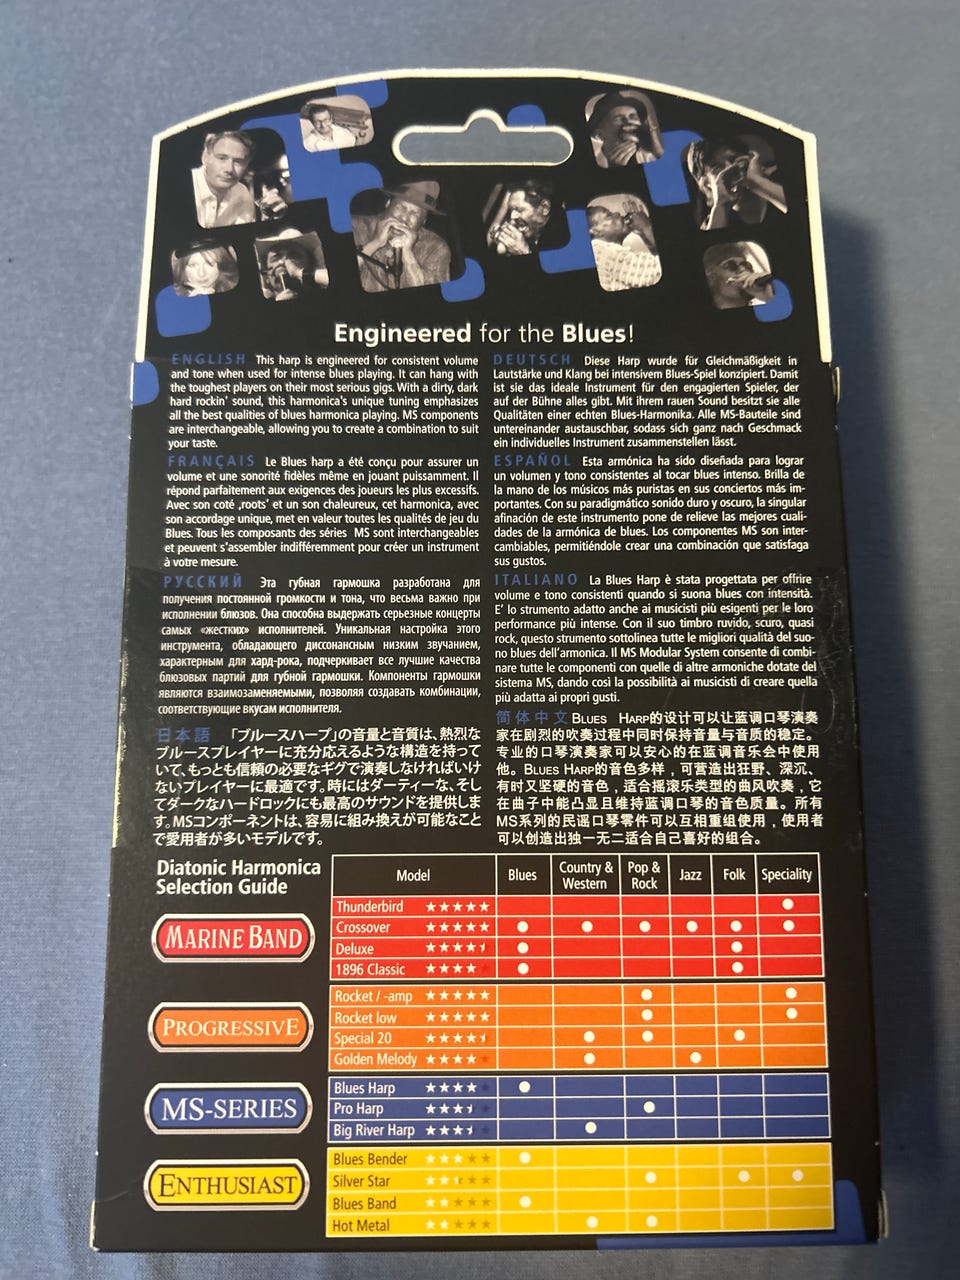 Engineered for the Blues!
ENGLISH This harp is engineered for consistent volume
and tone when used for intense blues playing. It can hang with
the toughest players on their most serious gigs. With a dirty, dark
hard rockin' sound, this harmonica's unique tuning emphasizes
all the best qualities of blues harmonica playing. MS components
are interchangeable, allowing you to create a combination to suit
your taste.
FRANÇAIS Le Blues harp a été conçu pour assurer un
volume et une sonorité fidèles même en jouant puissamment. Il
répond parfaitement aux exigences des joueurs les plus excessifs.
Avec son coté ‚roots' et un son chaleureux, cet harmonica, avec
son accordage unique, met en valeur toutes les qualités de jeu du
Blues. Tous les composants des séries MS sont interchangeables
et peuvent s'assembler indifféremment pour créer un instrument
à votre mesure.
РУССКИЙ Эта губная гармошка разработана для
получения постоянной громкости и тона, что весьма важно при
исполнении блюзов. Она способна выдержать серьезные концерты
самых «жестких» исполнителей. Уникальная настройка этого
инструмента, обладающего диссонансным низким звучанием,
характерным для хард-рока, подчеркивает все лучшие качества
блюзовых партий для губной гармошки. Компоненты гармошки
являются взаимозаменяемыми, позволяя создавать комбинации,
соответствующие вкусам исполнителя.
日本語 「ブルースハープ」の音量と音質は、熱烈な
ブルースプレイヤーに充分応えるような構造を持って
いて、もっとも信頼の必要なギグで演奏しなければいけ
ないプレイヤーに最適です。時にはダーティーな、そし
てダークなハードロックにも最高のサウンドを提供しま
す。MSコンポーネントは、容易に組み換えが可能なこと
で愛用者が多いモデルです。
DEUTSCH Diese Harp wurde für Gleichmäßigkeit in
Lautstärke und Klang bei intensivem Blues-Spiel konzipiert. Damit
ist sie das ideale Instrument für den engagierten Spieler, der
auf der Bühne alles gibt. Mit ihrem rauen Sound besitzt sie alle
Qualitäten einer echten Blues-Harmonika. Alle MS-Bauteile sind
untereinander austauschbar, sodass sich ganz nach Geschmack
ein individuelles Instrument zusammenstellen lässt.
ESPAÑOL Esta armónica ha sido diseñada para lograr
un volumen y tono consistentes al tocar blues intenso. Brilla de
la mano de los músicos más puristas en sus conciertos más im-
portantes. Con su paradigmático sonido duro y oscuro, la singular
afinación de este instrumento pone de relieve las mejores cuali-
dades de la armónica de blues. Los componentes MS son inter-
cambiables, permitiéndole crear una combinación que satisfaga
sus gustos.
ITALIANO La Blues Harp è stata progettata per offrire
volume e tono consistenti quando si suona blues con intensità.
E' lo strumento adatto anche ai musicisti più esigenti per le loro
performance più intense. Con il suo timbro ruvido, scuro, quasi
rock, questo strumento sottolinea tutte le migliori qualità del suo-
no blues dell'armonica. Il MS Modular System consente di combi-
nare tutte le componenti con quelle di altre armoniche dotate del
sistema MS, dando così la possibilità ai musicisti di creare quella
più adatta ai propri gusti.
简体中文 BLUES HARP的设计可以让蓝调口琴演奏
家在剧烈的吹奏过程中同时保持音量与音质的稳定。
专业的口琴演奏家可以安心的在蓝调音乐会中使用
他。BLUES HARP的音色多样，可营造出狂野、深沉、
有时又坚硬的音色，适合摇滚乐类型的曲风吹奏，它
在曲子中能凸显且维持蓝调口琴的音色质量。所有
MS系列的民谣口琴零件可以互相重组使用，使用者
可以创造出独一无二适合自己喜好的组合。
Diatonic Harmonica
Selection Guide
Model Blues Country & Western Pop & Rock Jazz Folk Speciality
MARINE BAND
Thunderbird ★★★★★
Crossover ★★★★★
Deluxe ★★★★⯨
1896 Classic ★★★★
PROGRESSIVE
Rocket / -amp ★★★★★
Rocket low ★★★★★
Special 20 ★★★★⯨
Golden Melody ★★★★
MS-SERIES
Blues Harp ★★★★
Pro Harp ★★★⯨
Big River Harp ★★★⯨
ENTHUSIAST
Blues Bender ★★★
Silver Star ★★⯨
Blues Band ★★
Hot Metal ★★